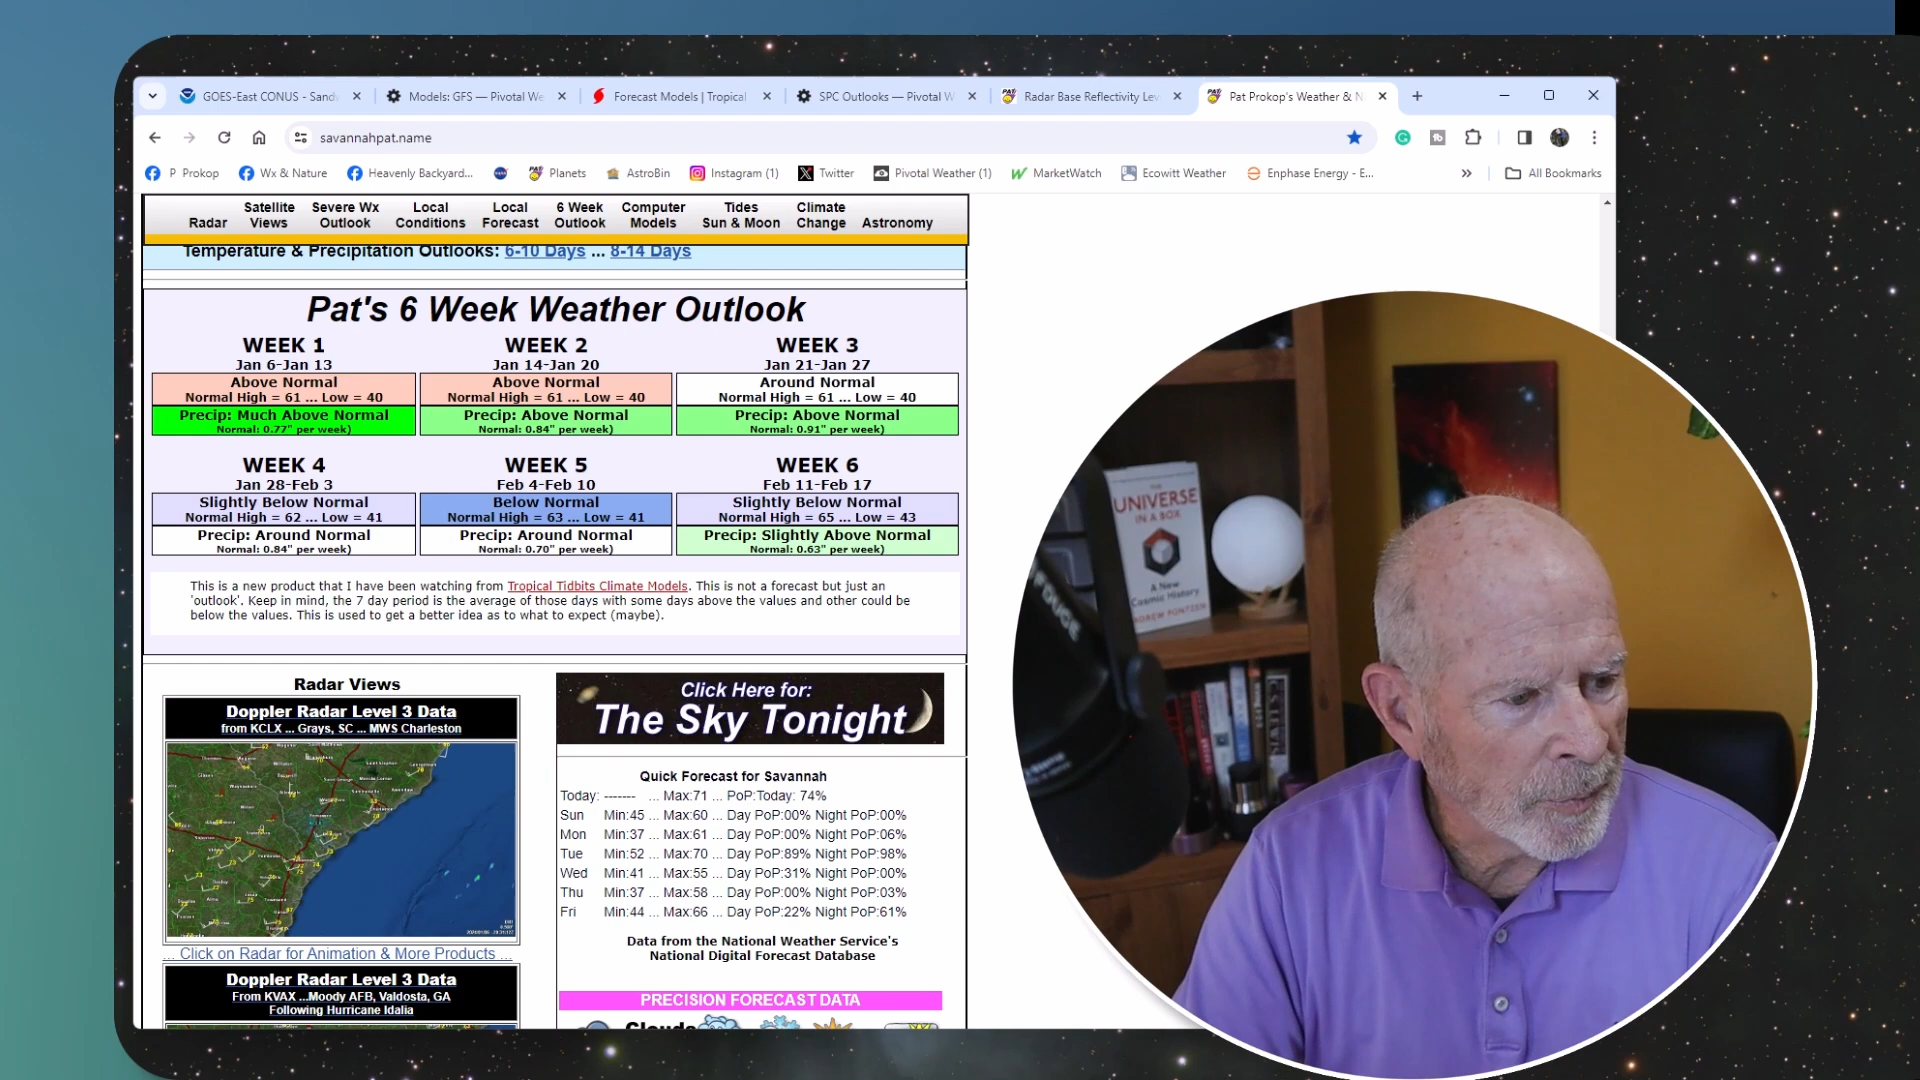 GOES-East CONUS - Sand
Models: GFS — Pivotal We
Forecast Models | Tropical
SPC Outlooks — Pivotal W
Radar Base Reflectivity Lev
Pat Prokop's Weather & N
savannahpat.name
P Prokop
Wx & Nature
Heavenly Backyard...
Planets
AstroBin
Instagram (1)
Twitter
Pivotal Weather (1)
MarketWatch
Ecowitt Weather
Enphase Energy - E...
»
All Bookmarks
Radar
Satellite
Views
Severe Wx
Outlook
Local
Conditions
Local
Forecast
6 Week
Outlook
Computer
Models
Tides
Sun & Moon
Climate
Change
Astronomy
Temperature & Precipitation Outlooks: 6-10 Days ... 8-14 Days
Pat's 6 Week Weather Outlook
WEEK 1
Jan 6-Jan 13
Above Normal
Normal High = 61 ... Low = 40
Precip: Much Above Normal
Normal: 0.77" per week)
WEEK 2
Jan 14-Jan 20
Above Normal
Normal High = 61 ... Low = 40
Precip: Above Normal
Normal: 0.84" per week)
WEEK 3
Jan 21-Jan 27
Around Normal
Normal High = 61 ... Low = 40
Precip: Above Normal
Normal: 0.91" per week)
WEEK 4
Jan 28-Feb 3
Slightly Below Normal
Normal High = 62 ... Low = 41
Precip: Around Normal
Normal: 0.84" per week)
WEEK 5
Feb 4-Feb 10
Below Normal
Normal High = 63 ... Low = 41
Precip: Around Normal
Normal: 0.70" per week)
WEEK 6
Feb 11-Feb 17
Slightly Below Normal
Normal High = 65 ... Low = 43
Precip: Slightly Above Normal
Normal: 0.63" per week)
This is a new product that I have been watching from Tropical Tidbits Climate Models. This is not a forecast but just an
'outlook'. Keep in mind, the 7 day period is the average of those days with some days above the values and other could be
below the values. This is used to get a better idea as to what to expect (maybe).
Radar Views
Doppler Radar Level 3 Data
from KCLX ... Grays, SC ... MWS Charleston
... Click on Radar for Animation & More Products ...
Doppler Radar Level 3 Data
From KVAX ...Moody AFB, Valdosta, GA
Following Hurricane Idalia
Click Here for:
The Sky Tonight
Quick Forecast for Savannah
Today: ------- ... Max:71 ... PoP:Today: 74%
Sun Min:45 ... Max:60 ... Day PoP:00% Night PoP:00%
Mon Min:37 ... Max:61 ... Day PoP:00% Night PoP:06%
Tue Min:52 ... Max:70 ... Day PoP:89% Night PoP:98%
Wed Min:41 ... Max:55 ... Day PoP:31% Night PoP:00%
Thu Min:37 ... Max:58 ... Day PoP:00% Night PoP:03%
Fri Min:44 ... Max:66 ... Day PoP:22% Night PoP:61%
Data from the National Weather Service's
National Digital Forecast Database
PRECISION FORECAST DATA
Clouds
THE
UNIVERSE
IN A BOX
A New
Cosmic History
ANDREW PONTZEN